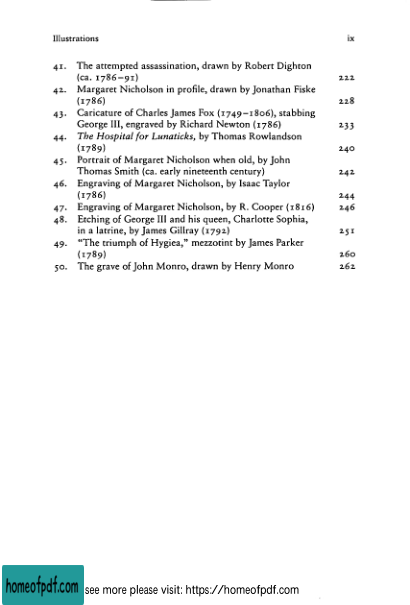 Illustrations ix
41. The attempted assassination, drawn by Robert Dighton
(ca. 1786–91) 222
42. Margaret Nicholson in profile, drawn by Jonathan Fiske
(1786) 228
43. Caricature of Charles James Fox (1749–1806), stabbing
George III, engraved by Richard Newton (1786) 233
44. The Hospital for Lunaticks, by Thomas Rowlandson
(1789) 240
45. Portrait of Margaret Nicholson when old, by John
Thomas Smith (ca. early nineteenth century) 242
46. Engraving of Margaret Nicholson, by Isaac Taylor
(1786) 244
47. Engraving of Margaret Nicholson, by R. Cooper (1816) 246
48. Etching of George III and his queen, Charlotte Sophia,
in a latrine, by James Gillray (1792) 251
49. “The triumph of Hygiea,” mezzotint by James Parker
(1789) 260
50. The grave of John Monro, drawn by Henry Monro 262
homeofpdf.com see more please visit: https://homeofpdf.com